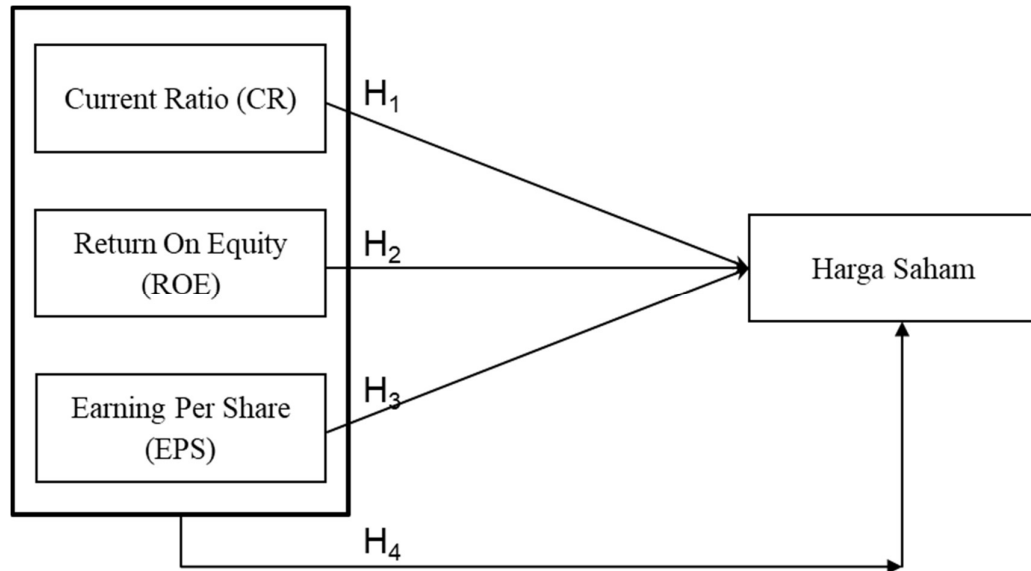 Current Ratio (CR)
H₁
Return On Equity
(ROE)
H₂
Harga Saham
Earning Per Share
(EPS)
H₃
H₄